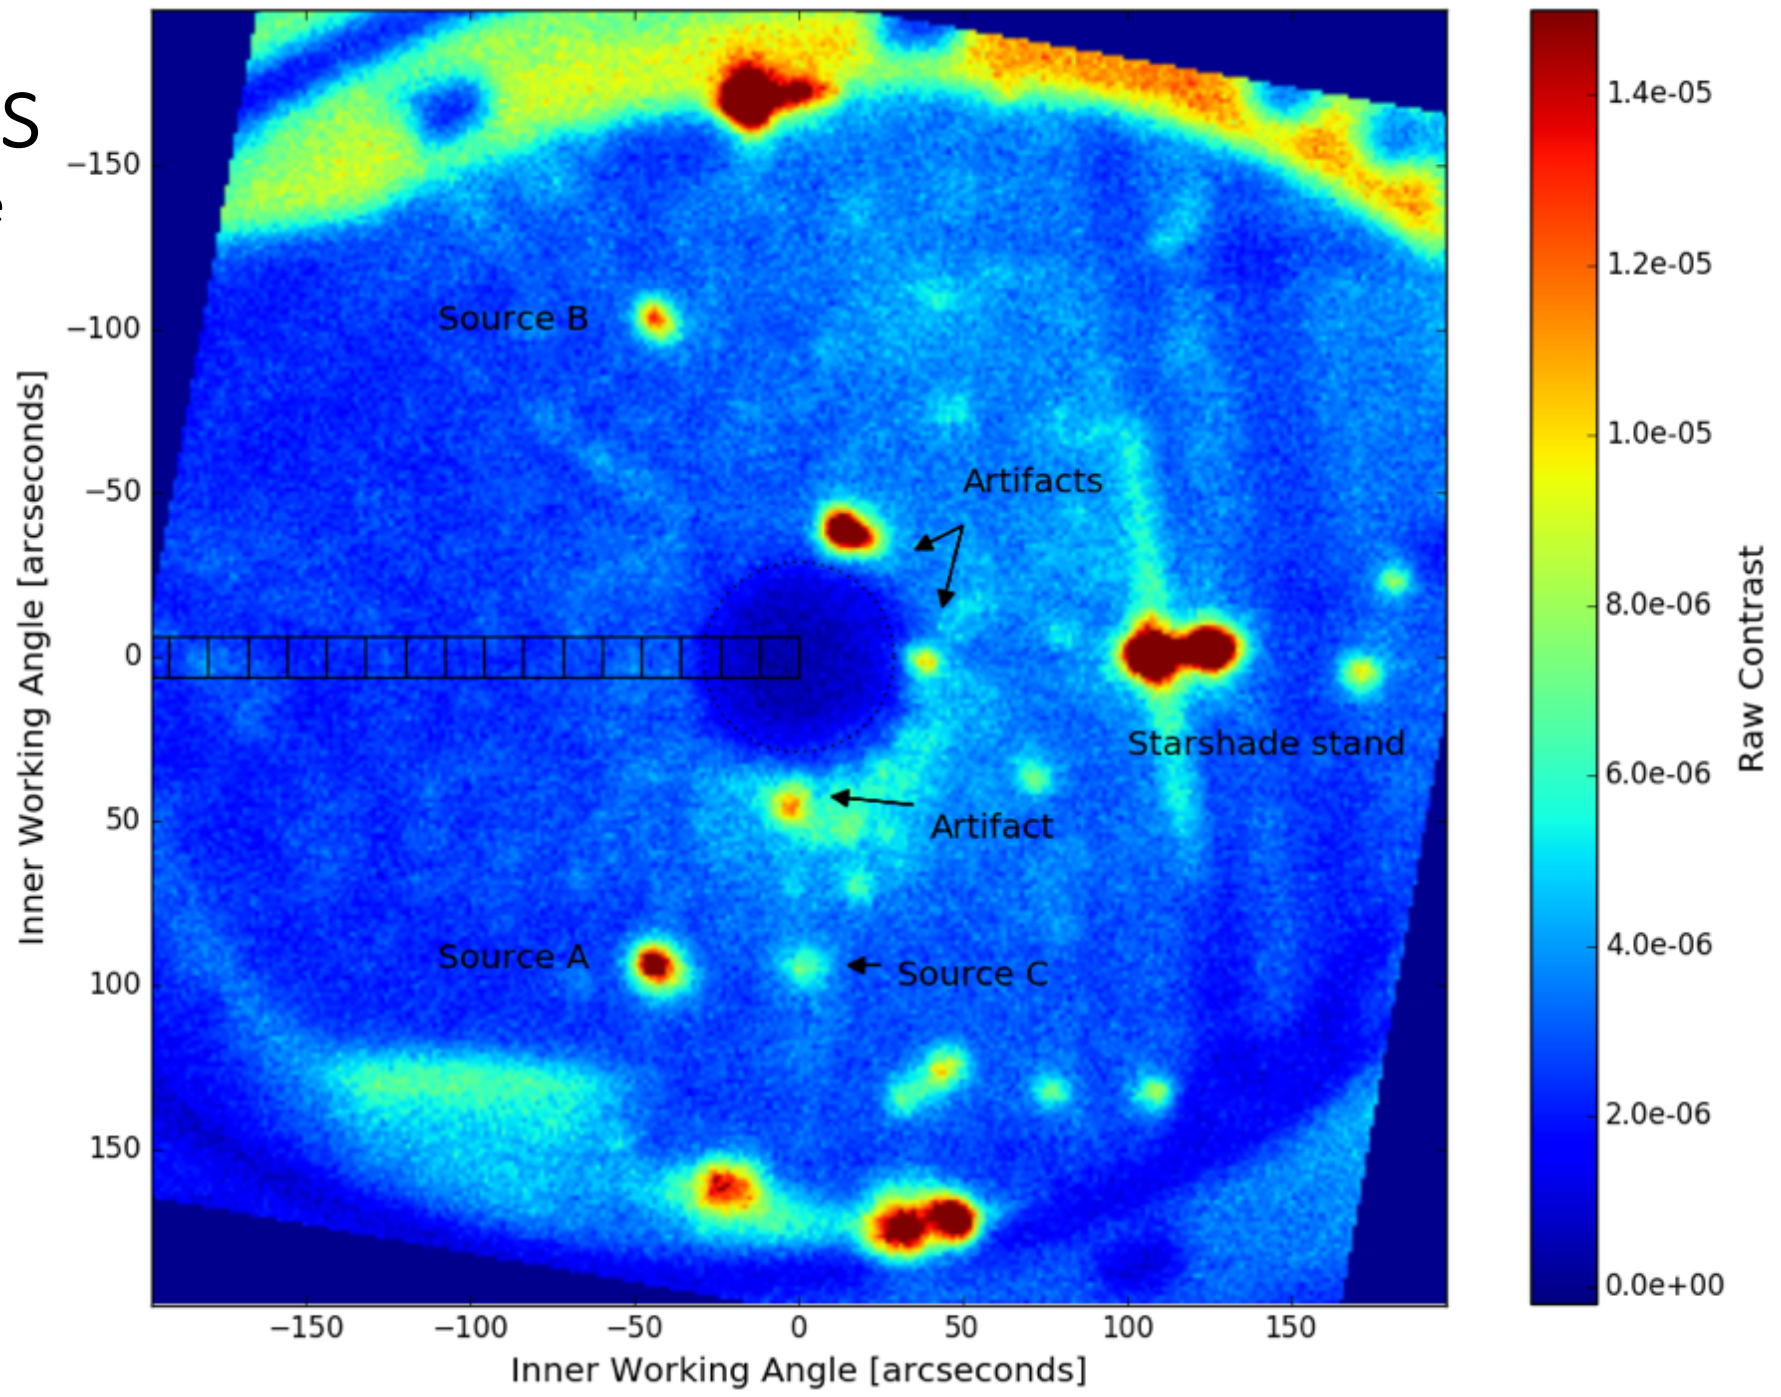 S
e
−150
−100
−50
0
50
100
150
Inner Working Angle [arcseconds]
Source B
Artifacts
Starshade stand
Artifact
Source A
Source C
−150
−100
−50
0
50
100
150
Inner Working Angle [arcseconds]
1.4e-05
1.2e-05
1.0e-05
8.0e-06
6.0e-06
4.0e-06
2.0e-06
0.0e+00
Raw Contrast